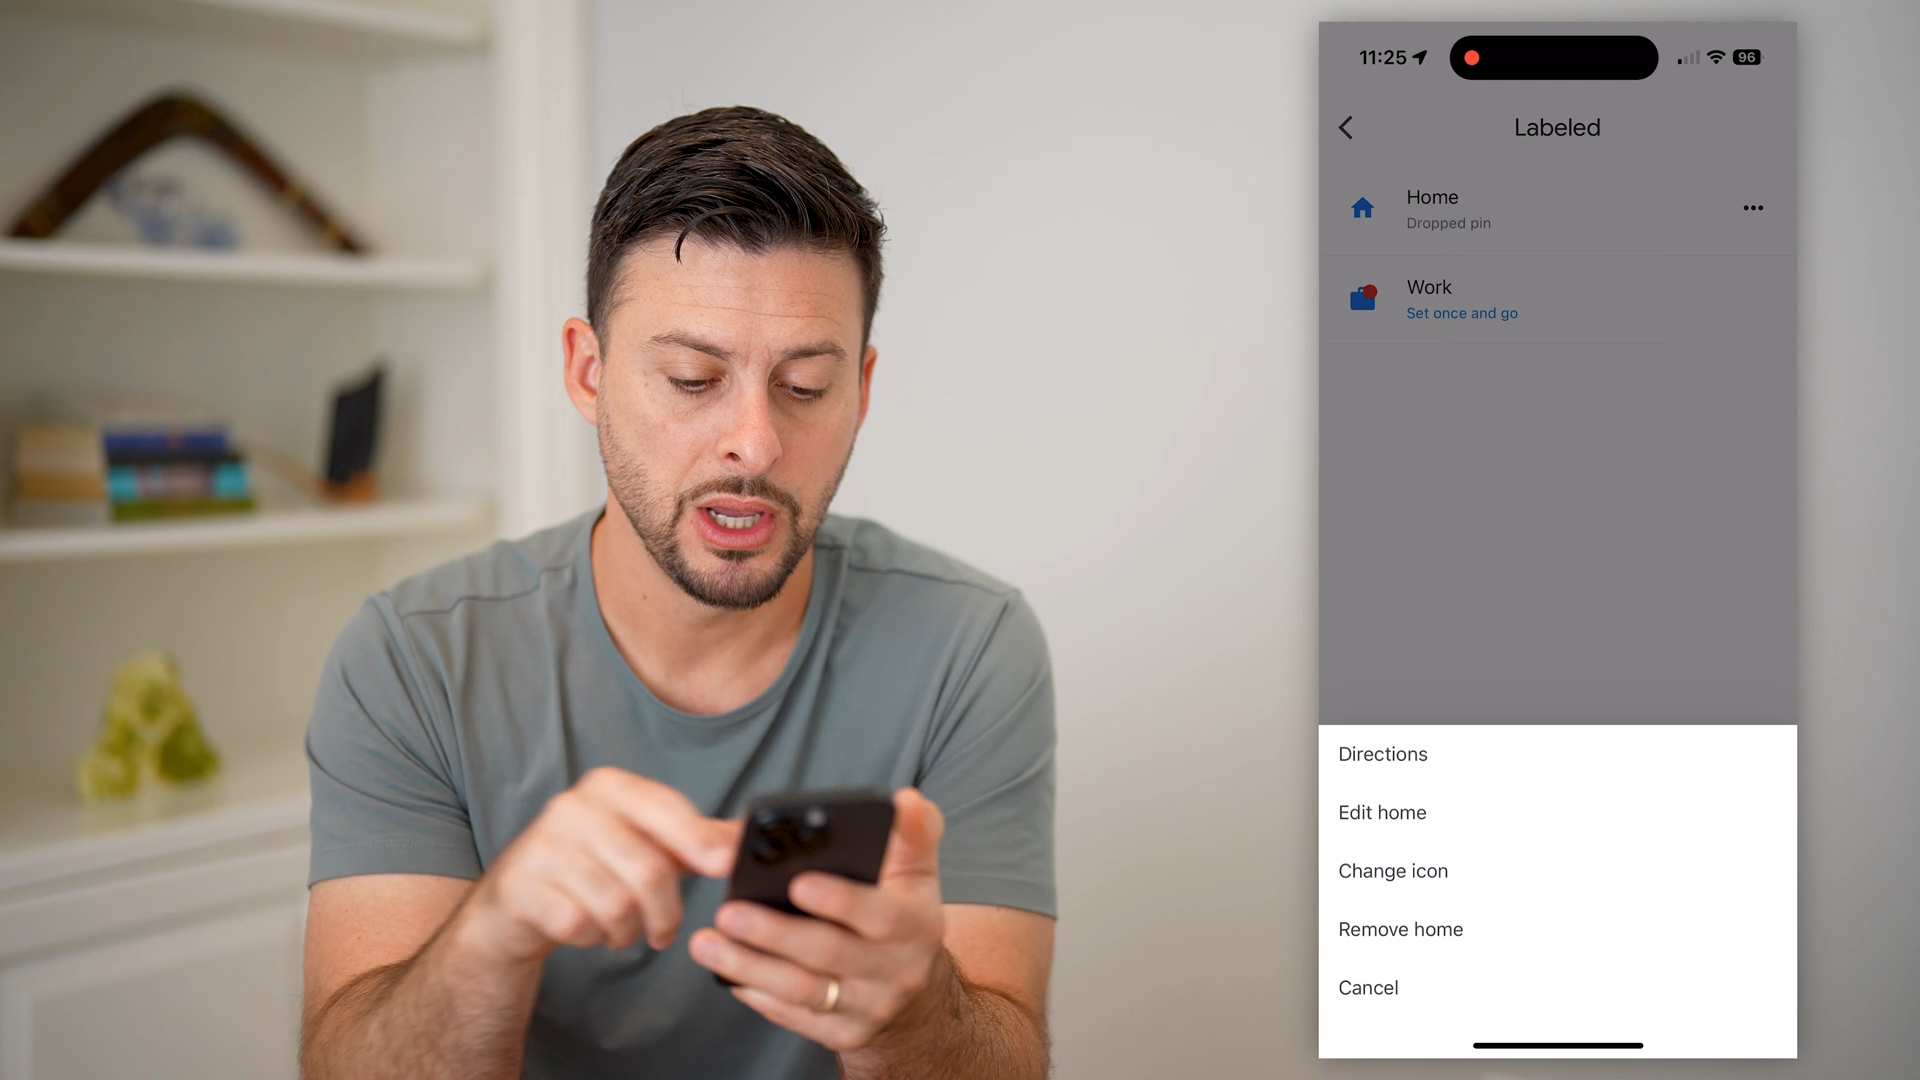 11:25
96
Labeled
Home
Dropped pin
Work
Set once and go
Directions
Edit home
Change icon
Remove home
Cancel